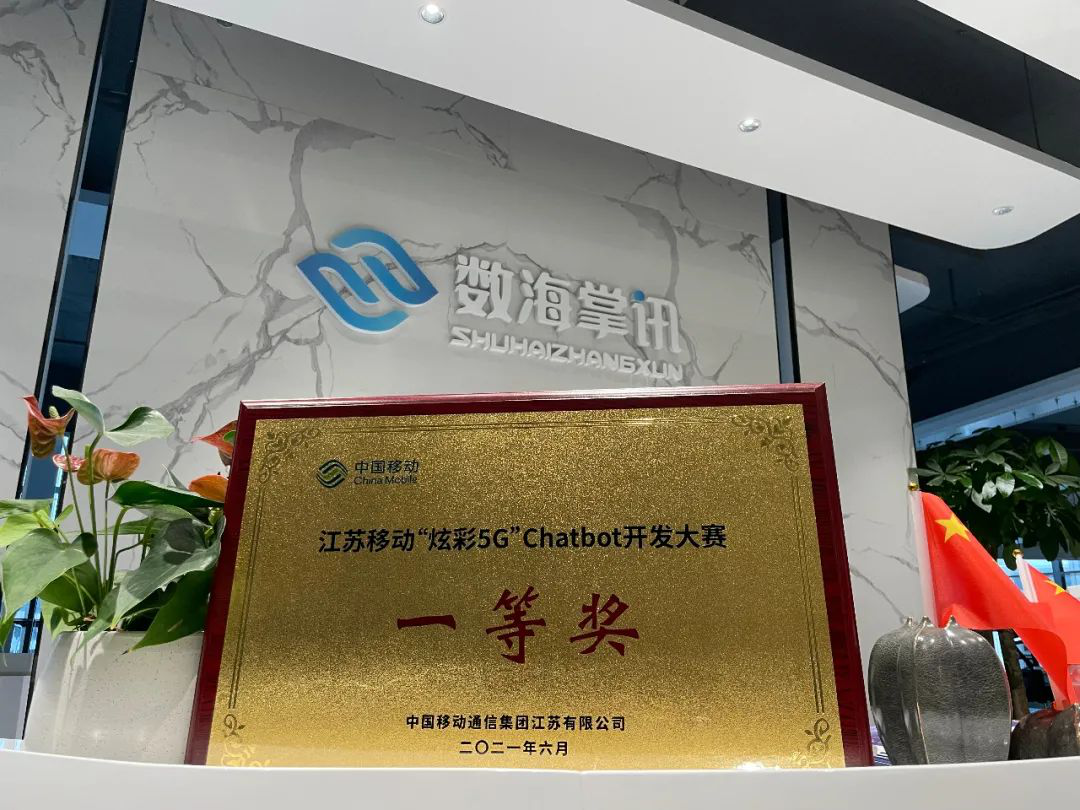 数海掌讯
SHUHAIZHANGXUN
中国移动
China Mobile
江苏移动“炫彩5G”Chatbot开发大赛
一等奖
中国移动通信集团江苏有限公司
二〇二一年六月